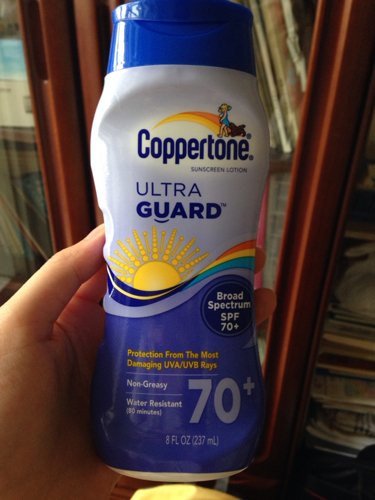 Coppertone®
SUNSCREEN LOTION
ULTRA
GUARD™
Broad
Spectrum
SPF
70+
Protection From The Most
Damaging UVA/UVB Rays
Non-Greasy
Water Resistant
(80 minutes)
70+
8 FL OZ (237 mL)